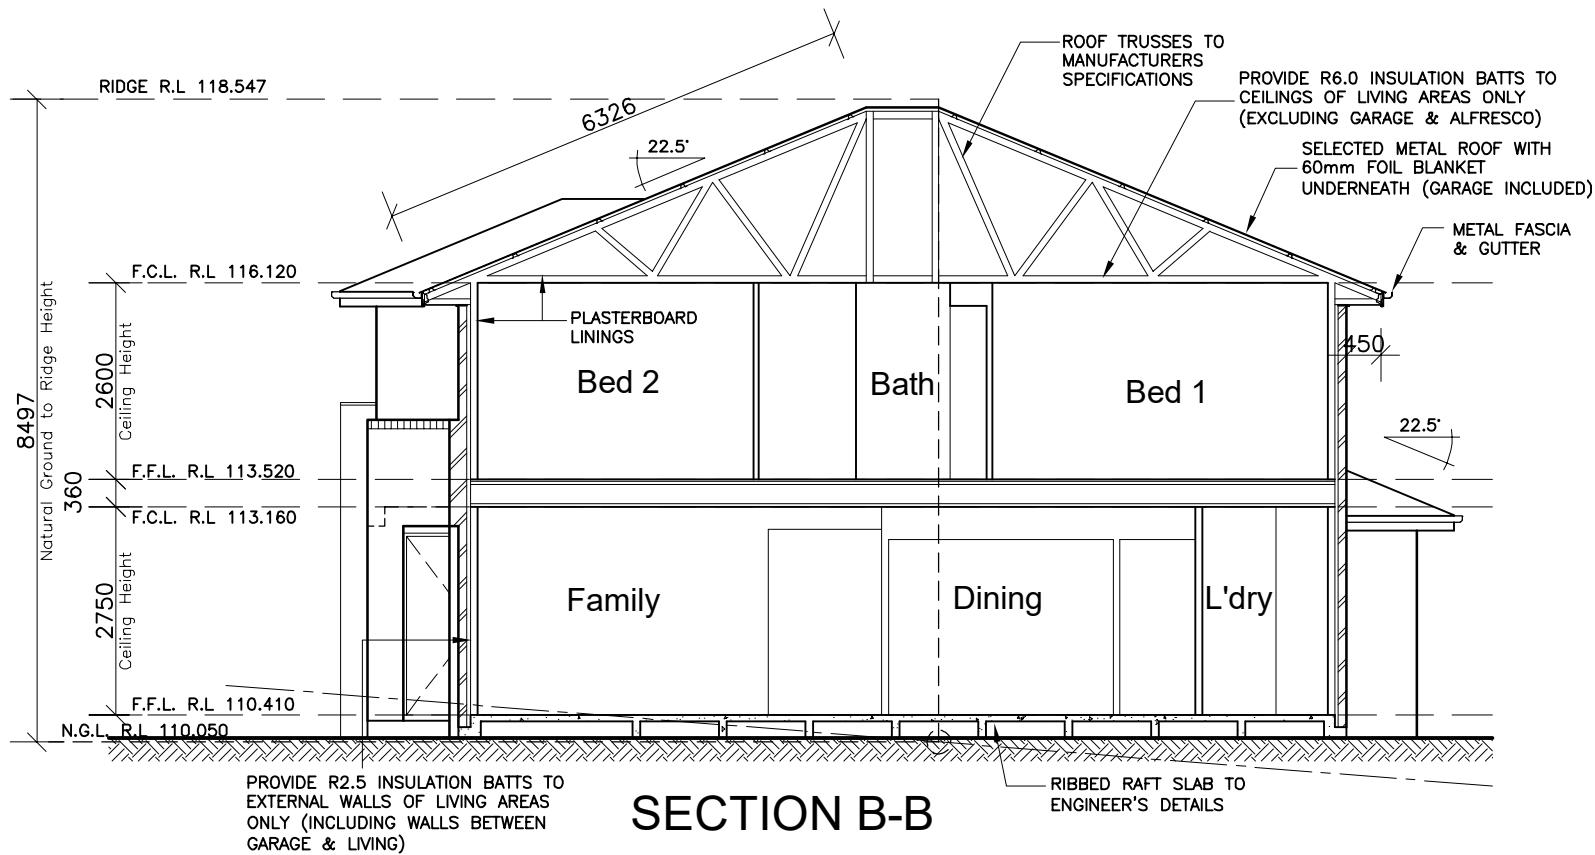 RIDGE R.L 118.547
6326
22.5°
ROOF TRUSSES TO
MANUFACTURERS
SPECIFICATIONS
PROVIDE R6.0 INSULATION BATTS TO
CEILINGS OF LIVING AREAS ONLY
(EXCLUDING GARAGE & ALFRESCO)
SELECTED METAL ROOF WITH
60mm FOIL BLANKET
UNDERNEATH (GARAGE INCLUDED)
METAL FASCIA
& GUTTER
F.C.L. R.L 116.120
PLASTERBOARD
LININGS
450
8497
Natural Ground to Ridge Height
2600
Ceiling Height
Bed 2
Bath
Bed 1
22.5°
F.F.L. R.L 113.520
360
F.C.L. R.L 113.160
2750
Ceiling Height
Family
Dining
L'dry
F.F.L. R.L 110.410
N.G.L. R.L 110.050
PROVIDE R2.5 INSULATION BATTS TO
EXTERNAL WALLS OF LIVING AREAS
ONLY (INCLUDING WALLS BETWEEN
GARAGE & LIVING)
SECTION B-B
RIBBED RAFT SLAB TO
ENGINEER'S DETAILS